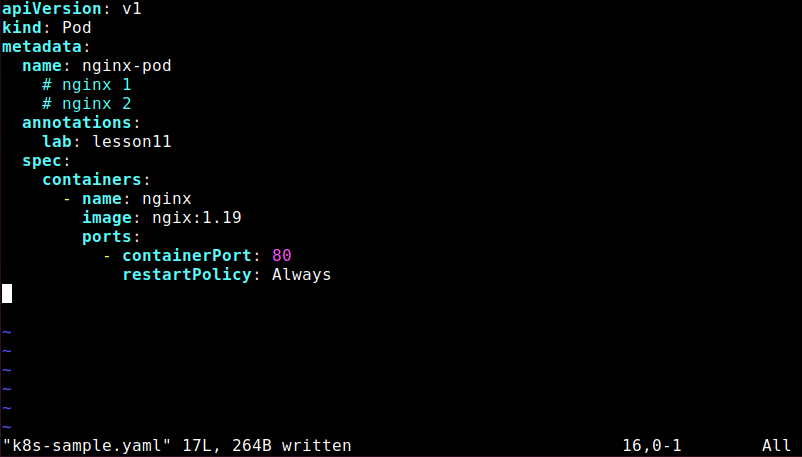 apiVersion: v1
kind: Pod
metadata:
  name: nginx-pod
    # nginx 1
    # nginx 2
  annotations:
    lab: lesson11
  spec:
    containers:
      - name: nginx
        image: ngix:1.19
        ports:
          - containerPort: 80
            restartPolicy: Always
~
~
~
~
~
~
"k8s-sample.yaml" 17L, 264B written 16,0-1 All